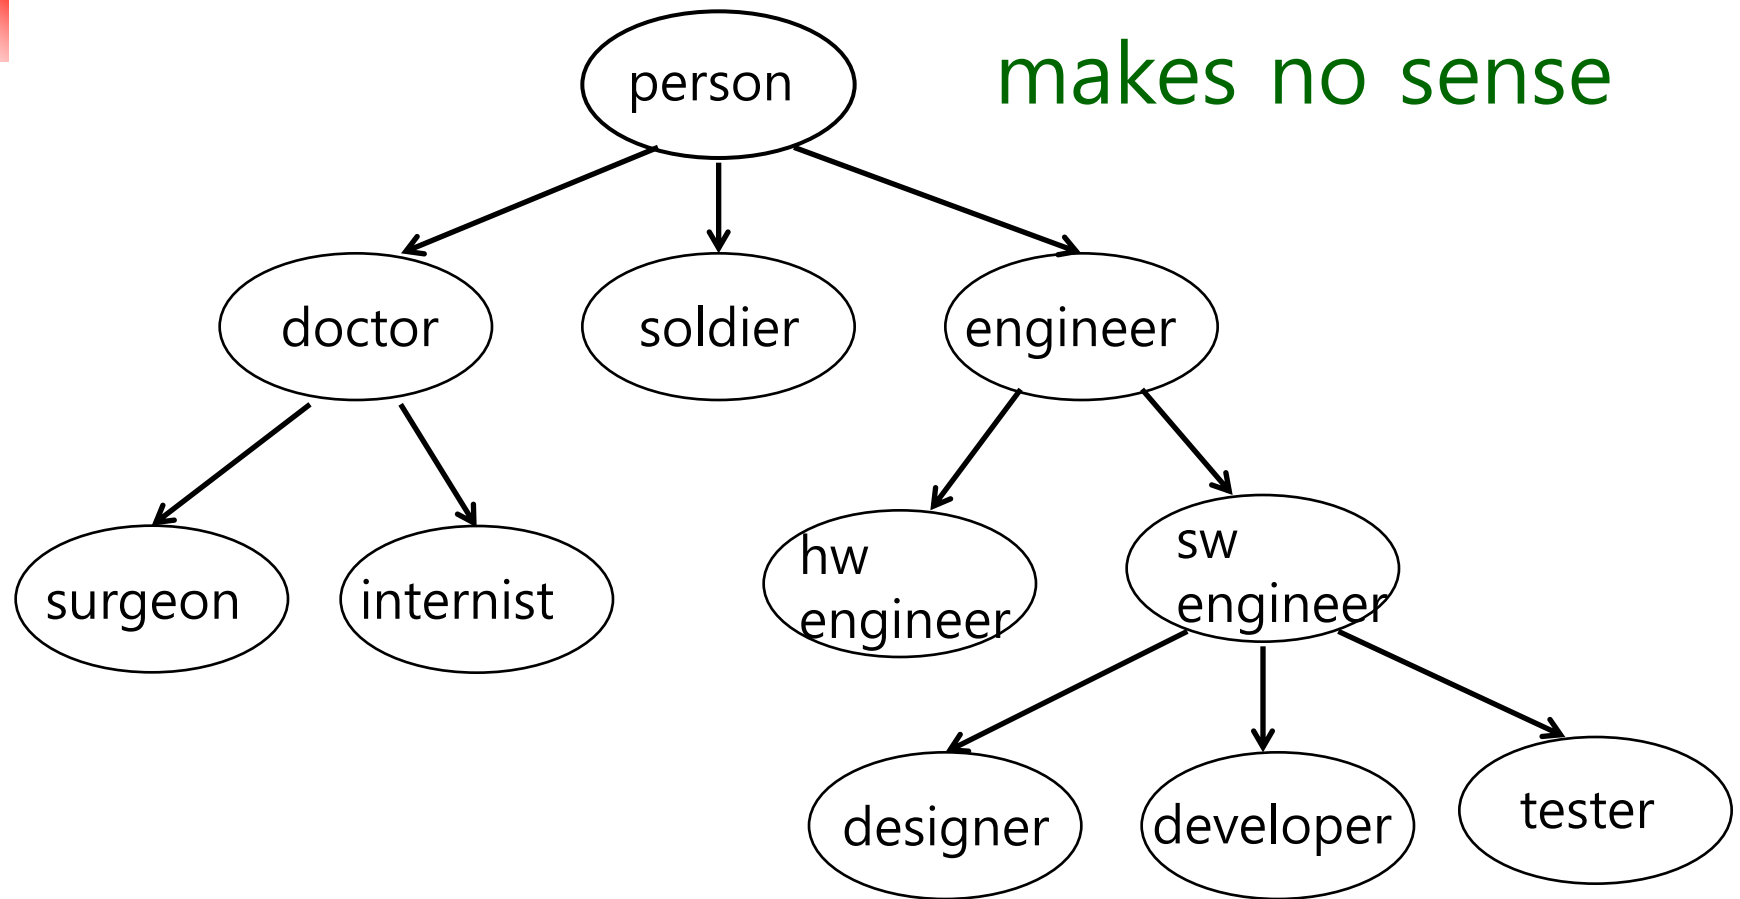 person
makes no sense
doctor
soldier
engineer
surgeon
internist
hw
engineer
sw
engineer
designer
developer
tester